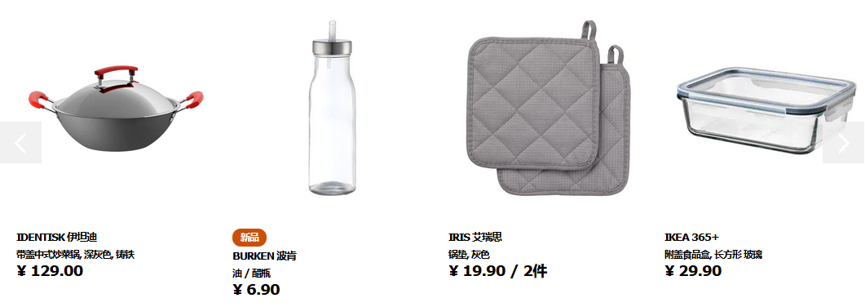 IDENTISK 伊坦迪
带盖中式炒菜锅, 深灰色, 铸铁
¥ 129.00
新品
BURKEN 波肯
油 / 醋瓶
¥ 6.90
IRIS 艾瑞思
锅垫, 灰色
¥ 19.90 / 2件
IKEA 365+
附盖食品盒, 长方形 玻璃
¥ 29.90